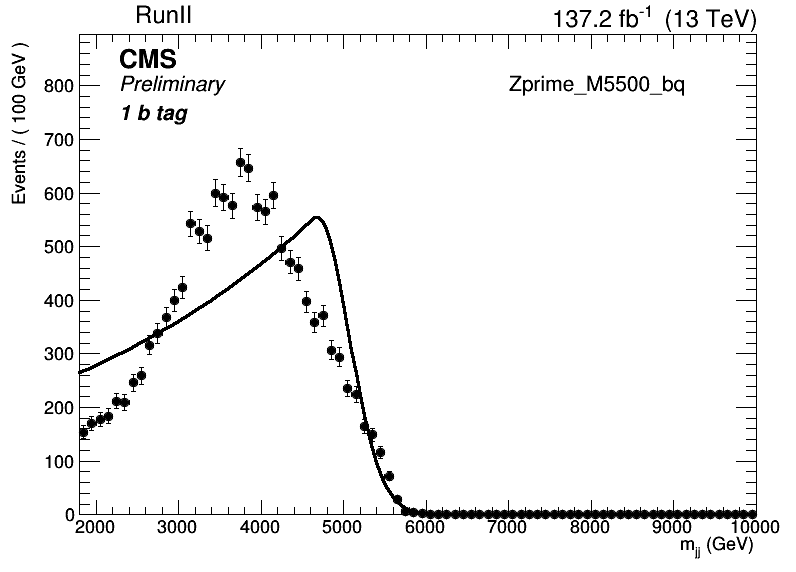 RunII 137.2 fb-1 (13 TeV)
CMS
Preliminary
1 b tag
Zprime_M5500_bq
Events / ( 100 GeV )
800
700
600
500
400
300
200
100
0
2000 3000 4000 5000 6000 7000 8000 9000 10000
mjj (GeV)